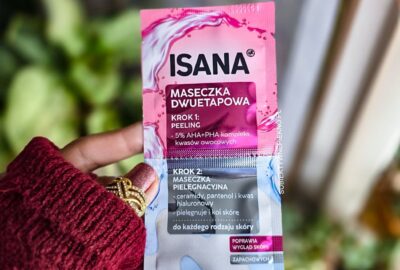 ISANA
MASECZKA
DWUETAPOWA
KROK 1:
PEELING
- 5% AHA+PHA kompleks
kwasów owocowych
KROK 2:
MASECZKA
PIELĘGNACYJNA
- ceramidy, pantenol i kwas
hialuronowy
- pielęgnuje i koi skórę
do każdego rodzaju skóry
POPRAWIA
WYGLĄD SKÓRY